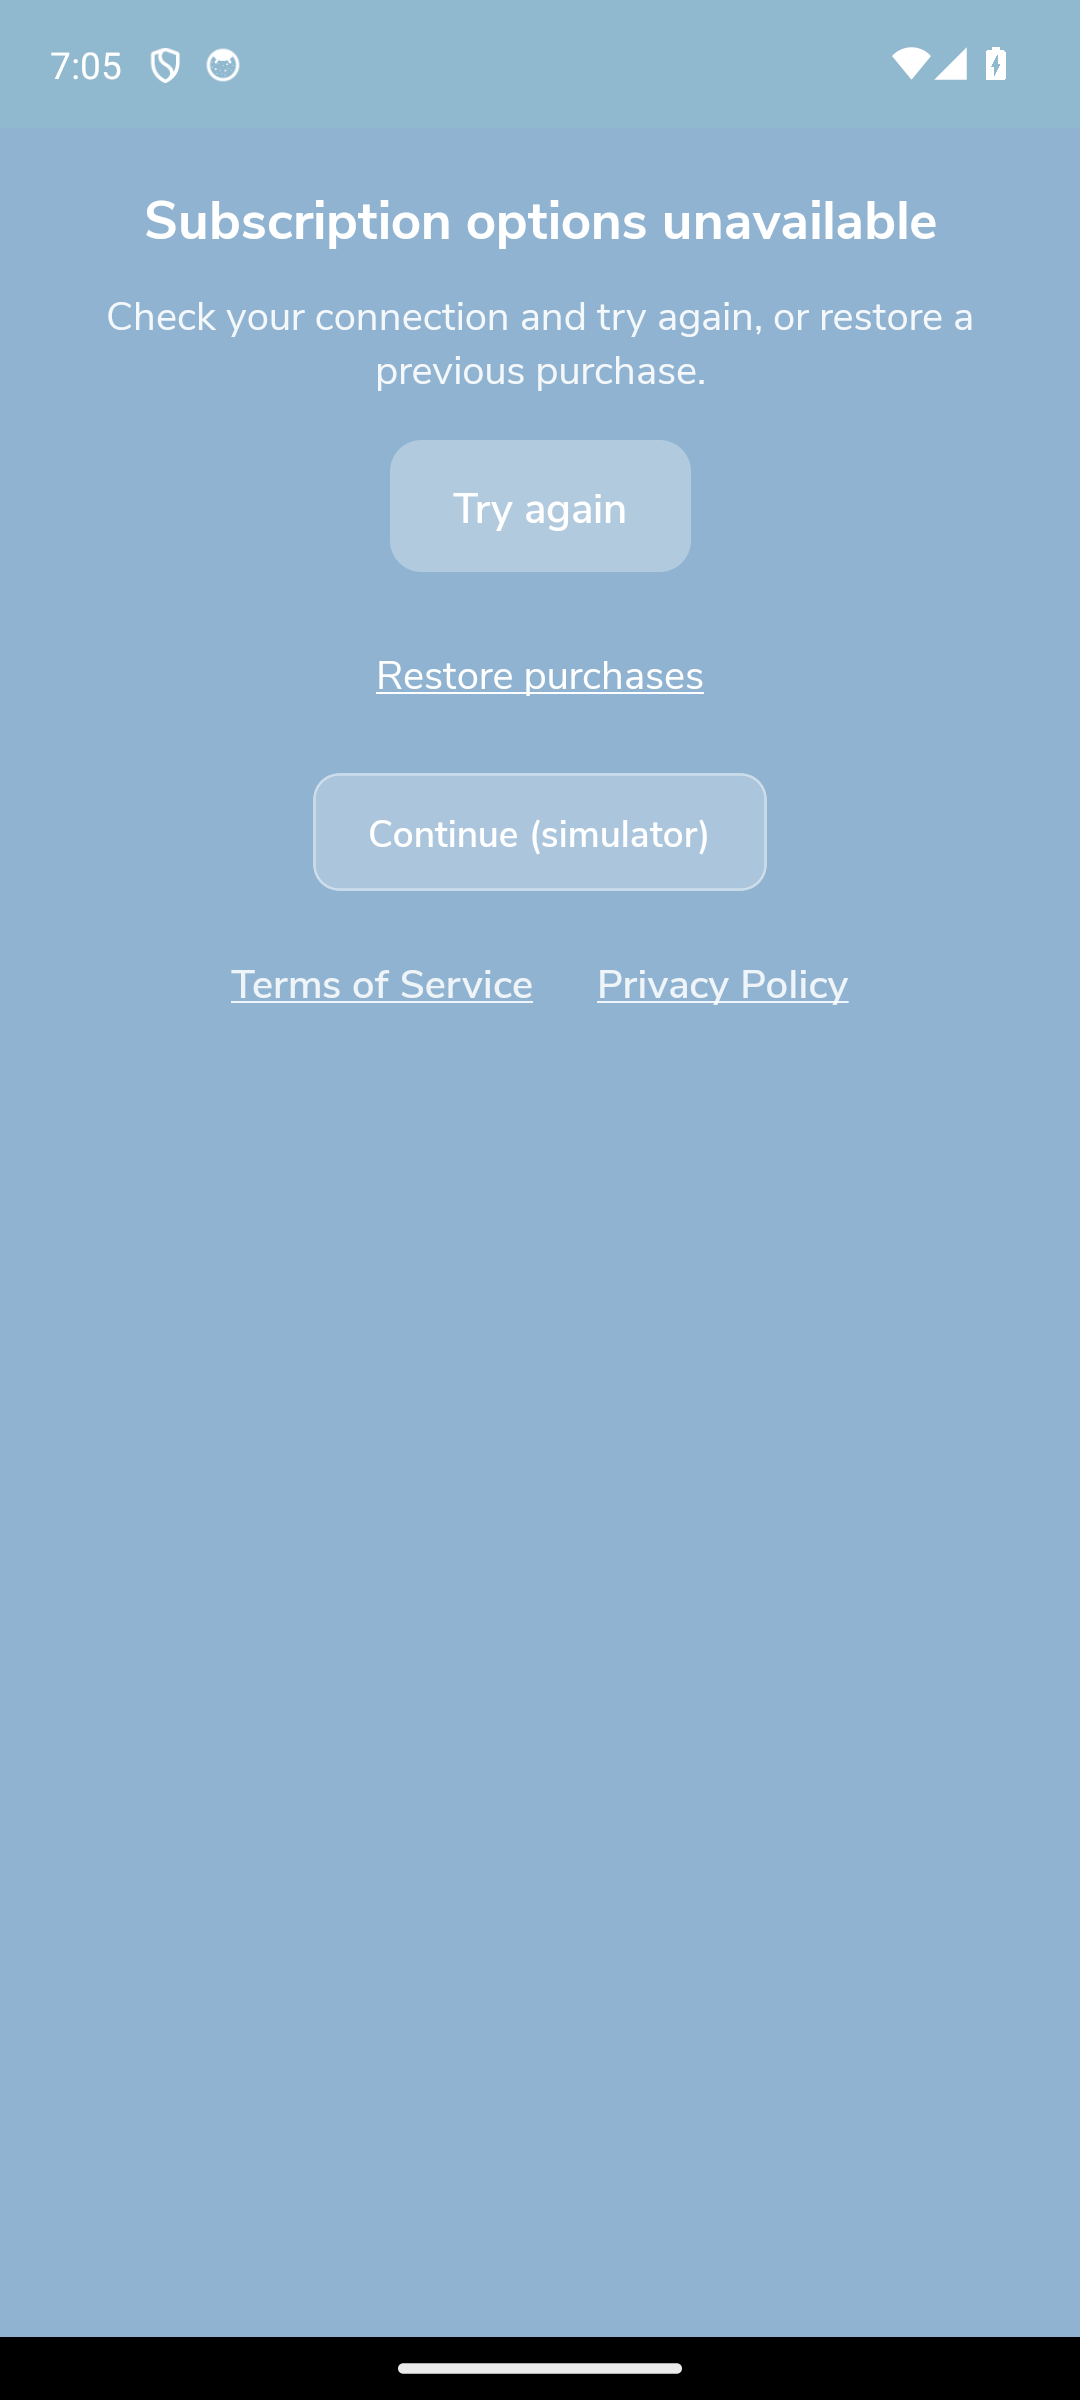 7:05
Subscription options unavailable
Check your connection and try again, or restore a
previous purchase.
Try again
Restore purchases
Continue (simulator)
Terms of Service Privacy Policy